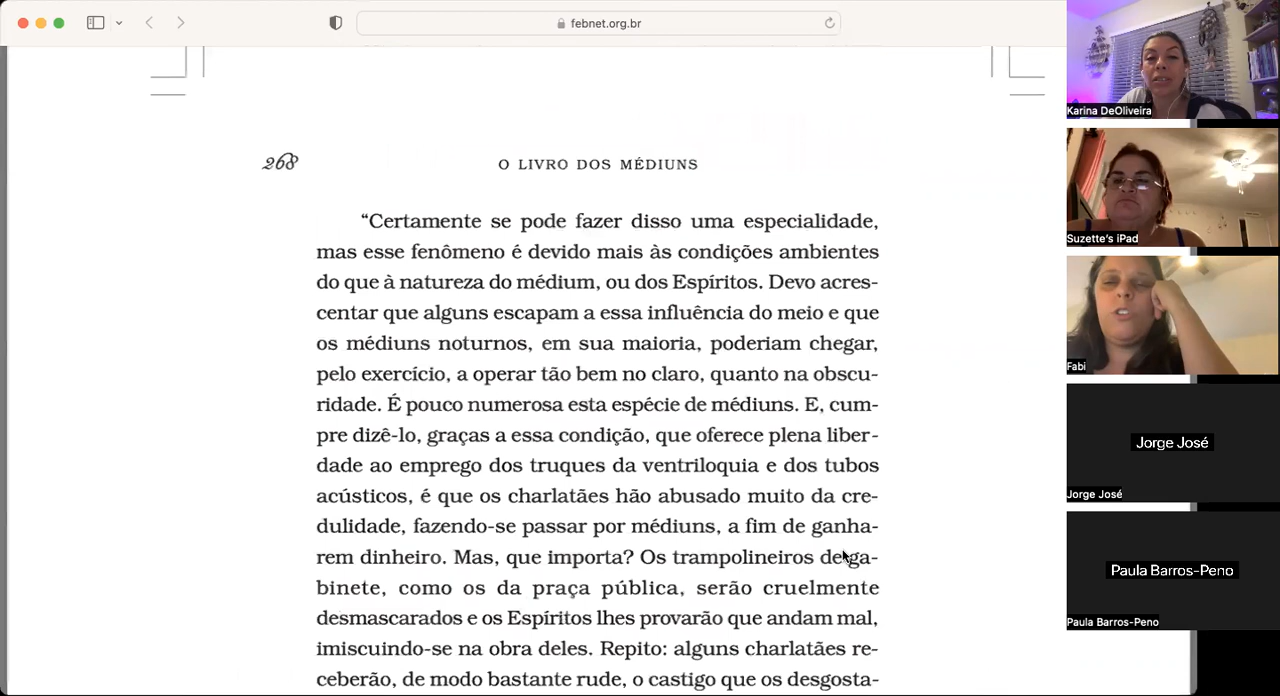 febnet.org.br
268
O LIVRO DOS MÉDIUNS
“Certamente se pode fazer disso uma especialidade,
mas esse fenômeno é devido mais às condições ambientes
do que à natureza do médium, ou dos Espíritos. Devo acres-
centar que alguns escapam a essa influência do meio e que
os médiuns noturnos, em sua maioria, poderiam chegar,
pelo exercício, a operar tão bem no claro, quanto na obscu-
ridade. É pouco numerosa esta espécie de médiuns. E, cum-
pre dizê-lo, graças a essa condição, que oferece plena liber-
dade ao emprego dos truques da ventriloquia e dos tubos
acústicos, é que os charlatães hão abusado muito da cre-
dulidade, fazendo-se passar por médiuns, a fim de ganha-
rem dinheiro. Mas, que importa? Os trampolineiros de ga-
binete, como os da praça pública, serão cruelmente
desmascarados e os Espíritos lhes provarão que andam mal,
imiscuindo-se na obra deles. Repito: alguns charlatães re-
ceberão, de modo bastante rude, o castigo que os desgosta-
Karina DeOliveira
Suzette’s iPad
Fabi
Jorge José
Jorge José
Paula Barros-Peno
Paula Barros-Peno